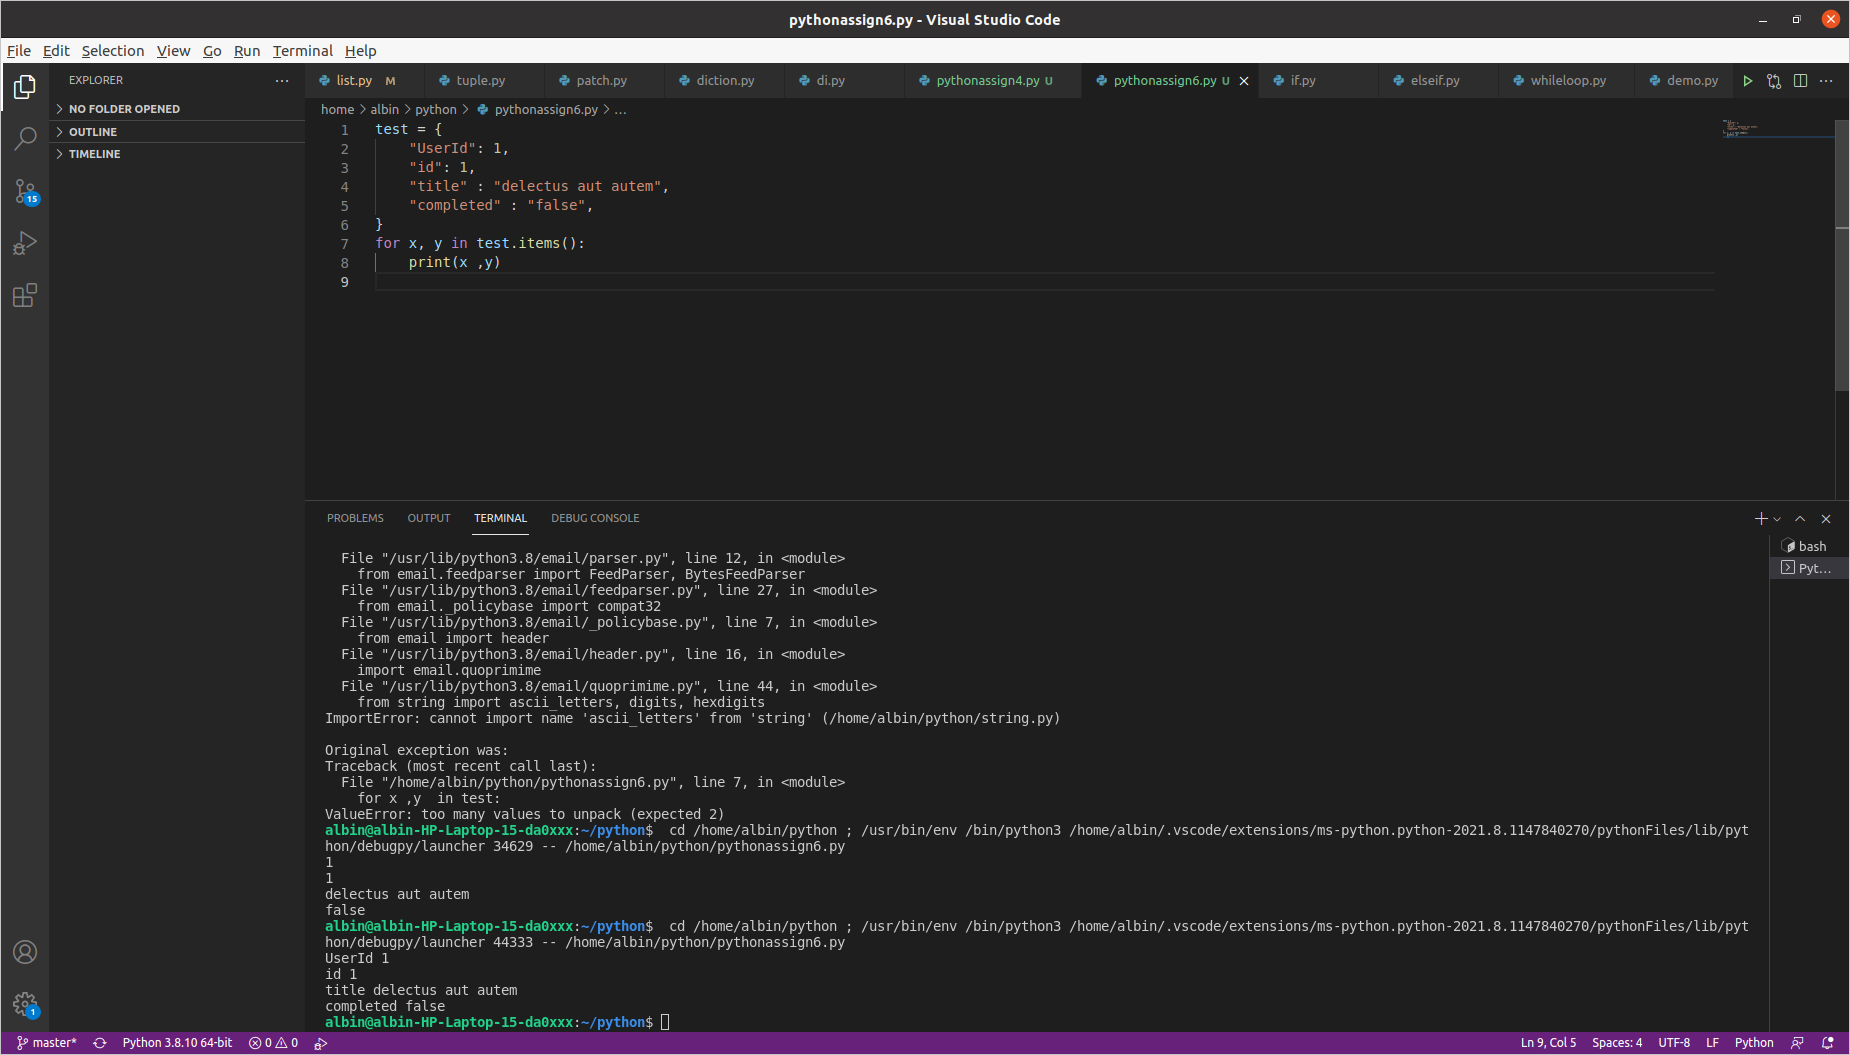 pythonassign6.py - Visual Studio Code
File Edit Selection View Go Run Terminal Help
EXPLORER
list.py M tuple.py patch.py diction.py di.py pythonassign4.py U pythonassign6.py U if.py elseif.py whileloop.py demo.py
NO FOLDER OPENED
OUTLINE
TIMELINE
home > albin > python > pythonassign6.py > ...
1 test = {
2     "UserId": 1,
3     "id": 1,
4     "title" : "delectus aut autem",
5     "completed" : "false",
6 }
7 for x, y in test.items():
8     print(x ,y)
9
15
PROBLEMS OUTPUT TERMINAL DEBUG CONSOLE
bash
Pyt...
  File "/usr/lib/python3.8/email/parser.py", line 12, in <module>
    from email.feedparser import FeedParser, BytesFeedParser
  File "/usr/lib/python3.8/email/feedparser.py", line 27, in <module>
    from email._policybase import compat32
  File "/usr/lib/python3.8/email/_policybase.py", line 7, in <module>
    from email import header
  File "/usr/lib/python3.8/email/header.py", line 16, in <module>
    import email.quoprimime
  File "/usr/lib/python3.8/email/quoprimime.py", line 44, in <module>
    from string import ascii_letters, digits, hexdigits
ImportError: cannot import name 'ascii_letters' from 'string' (/home/albin/python/string.py)
Original exception was:
Traceback (most recent call last):
  File "/home/albin/python/pythonassign6.py", line 7, in <module>
    for x ,y  in test:
ValueError: too many values to unpack (expected 2)
albin@albin-HP-Laptop-15-da0xxx:~/python$  cd /home/albin/python ; /usr/bin/env /bin/python3 /home/albin/.vscode/extensions/ms-python.python-2021.8.1147840270/pythonFiles/lib/pyt
hon/debugpy/launcher 34629 -- /home/albin/python/pythonassign6.py
1
1
delectus aut autem
false
albin@albin-HP-Laptop-15-da0xxx:~/python$  cd /home/albin/python ; /usr/bin/env /bin/python3 /home/albin/.vscode/extensions/ms-python.python-2021.8.1147840270/pythonFiles/lib/pyt
hon/debugpy/launcher 44333 -- /home/albin/python/pythonassign6.py
UserId 1
id 1
title delectus aut autem
completed false
albin@albin-HP-Laptop-15-da0xxx:~/python$
1
master* Python 3.8.10 64-bit 0 0 Ln 9, Col 5 Spaces: 4 UTF-8 LF Python